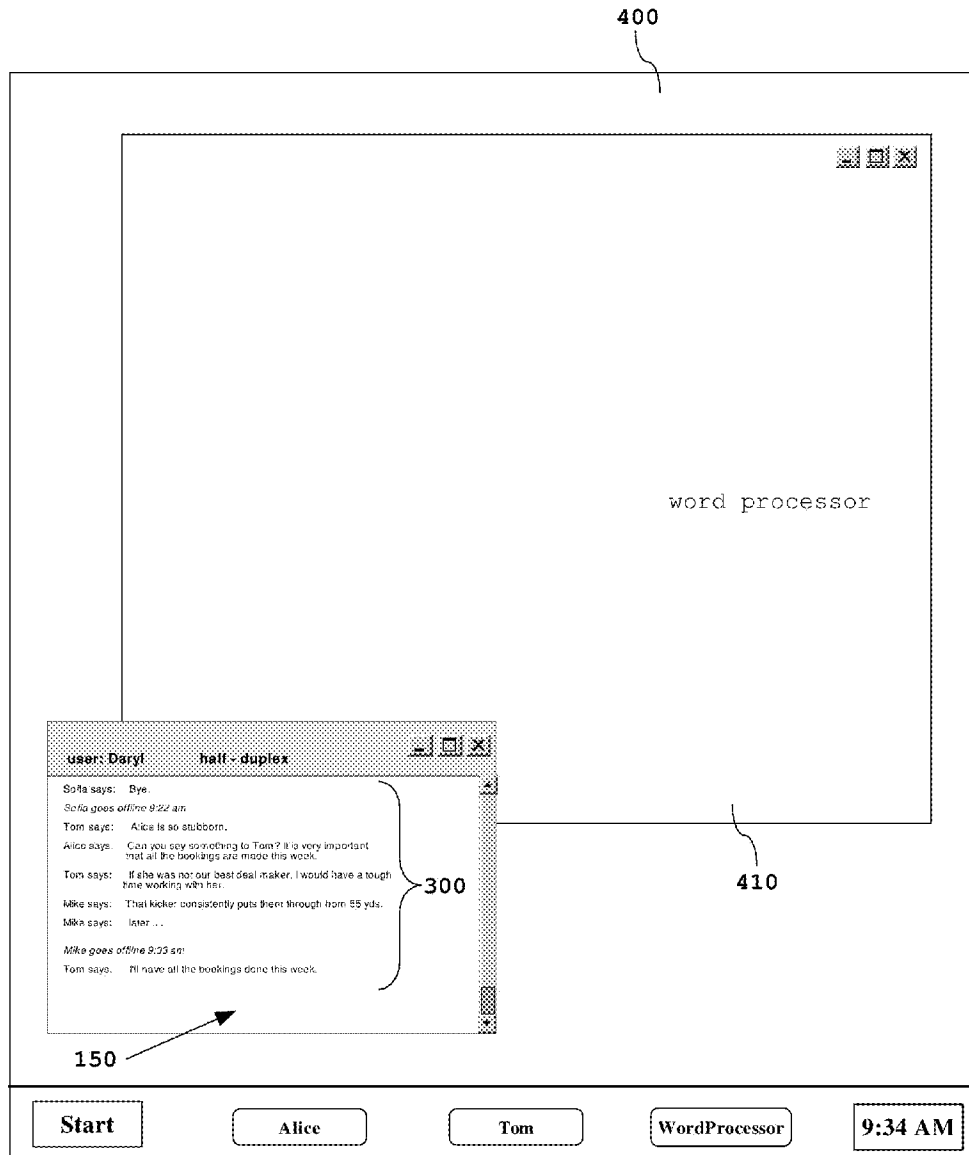 400
word processor
410
user: Daryl half - duplex
Sofia says: Bye.
Sofia goes offline 9:22 am
Tom says: Alice is so stubborn.
Alice says: Can you say something to Tom? It is very important
that all the bookings are made this week.
Tom says: If she was not our best deal maker, I would have a tough
time working with her.
300
Mike says: That kicker consistently puts them through from 55 yds.
Mike says: later ...
Mike goes offline 9:33 am
Tom says: I'll have all the bookings done this week.
150
Start Alice Tom WordProcessor 9:34 AM